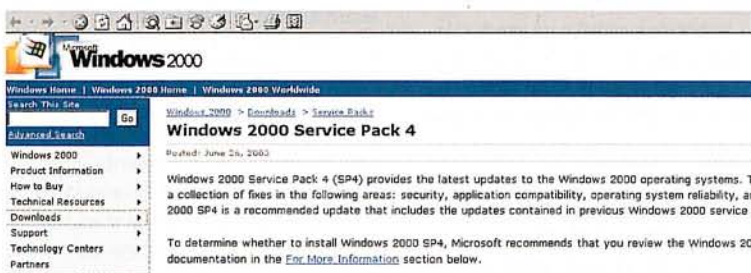 Microsoft
Windows 2000
Windows Home | Windows 2000 Home | Windows 2000 Worldwide
Search This Site
Go
Advanced Search
Windows 2000
Product Information
How to Buy
Technical Resources
Downloads
Support
Technology Centers
Partners
Windows 2000 > Downloads > Service Packs
Windows 2000 Service Pack 4
Posted: June 26, 2003
Windows 2000 Service Pack 4 (SP4) provides the latest updates to the Windows 2000 operating systems. T
a collection of fixes in the following areas: security, application compatibility, operating system reliability, a
2000 SP4 is a recommended update that includes the updates contained in previous Windows 2000 service
To determine whether to install Windows 2000 SP4, Microsoft recommends that you review the Windows 20
documentation in the For More Information section below.